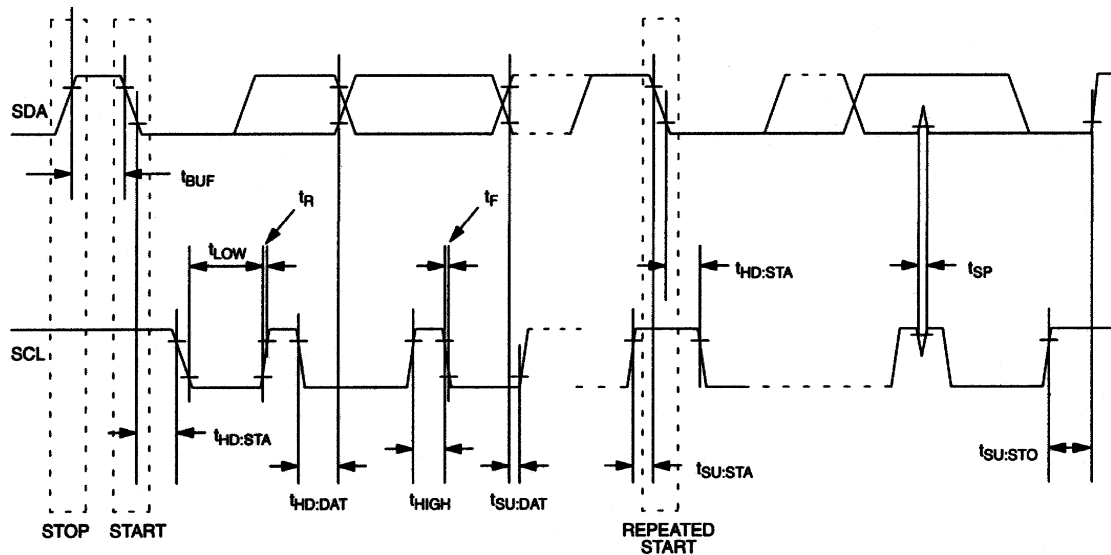 SDA
tBUF
tR
tF
tLOW
tHD:STA
tSP
SCL
tHD:STA
tHD:DAT
tHIGH
tSU:DAT
tSU:STA
tSU:STO
STOP
START
REPEATED
START